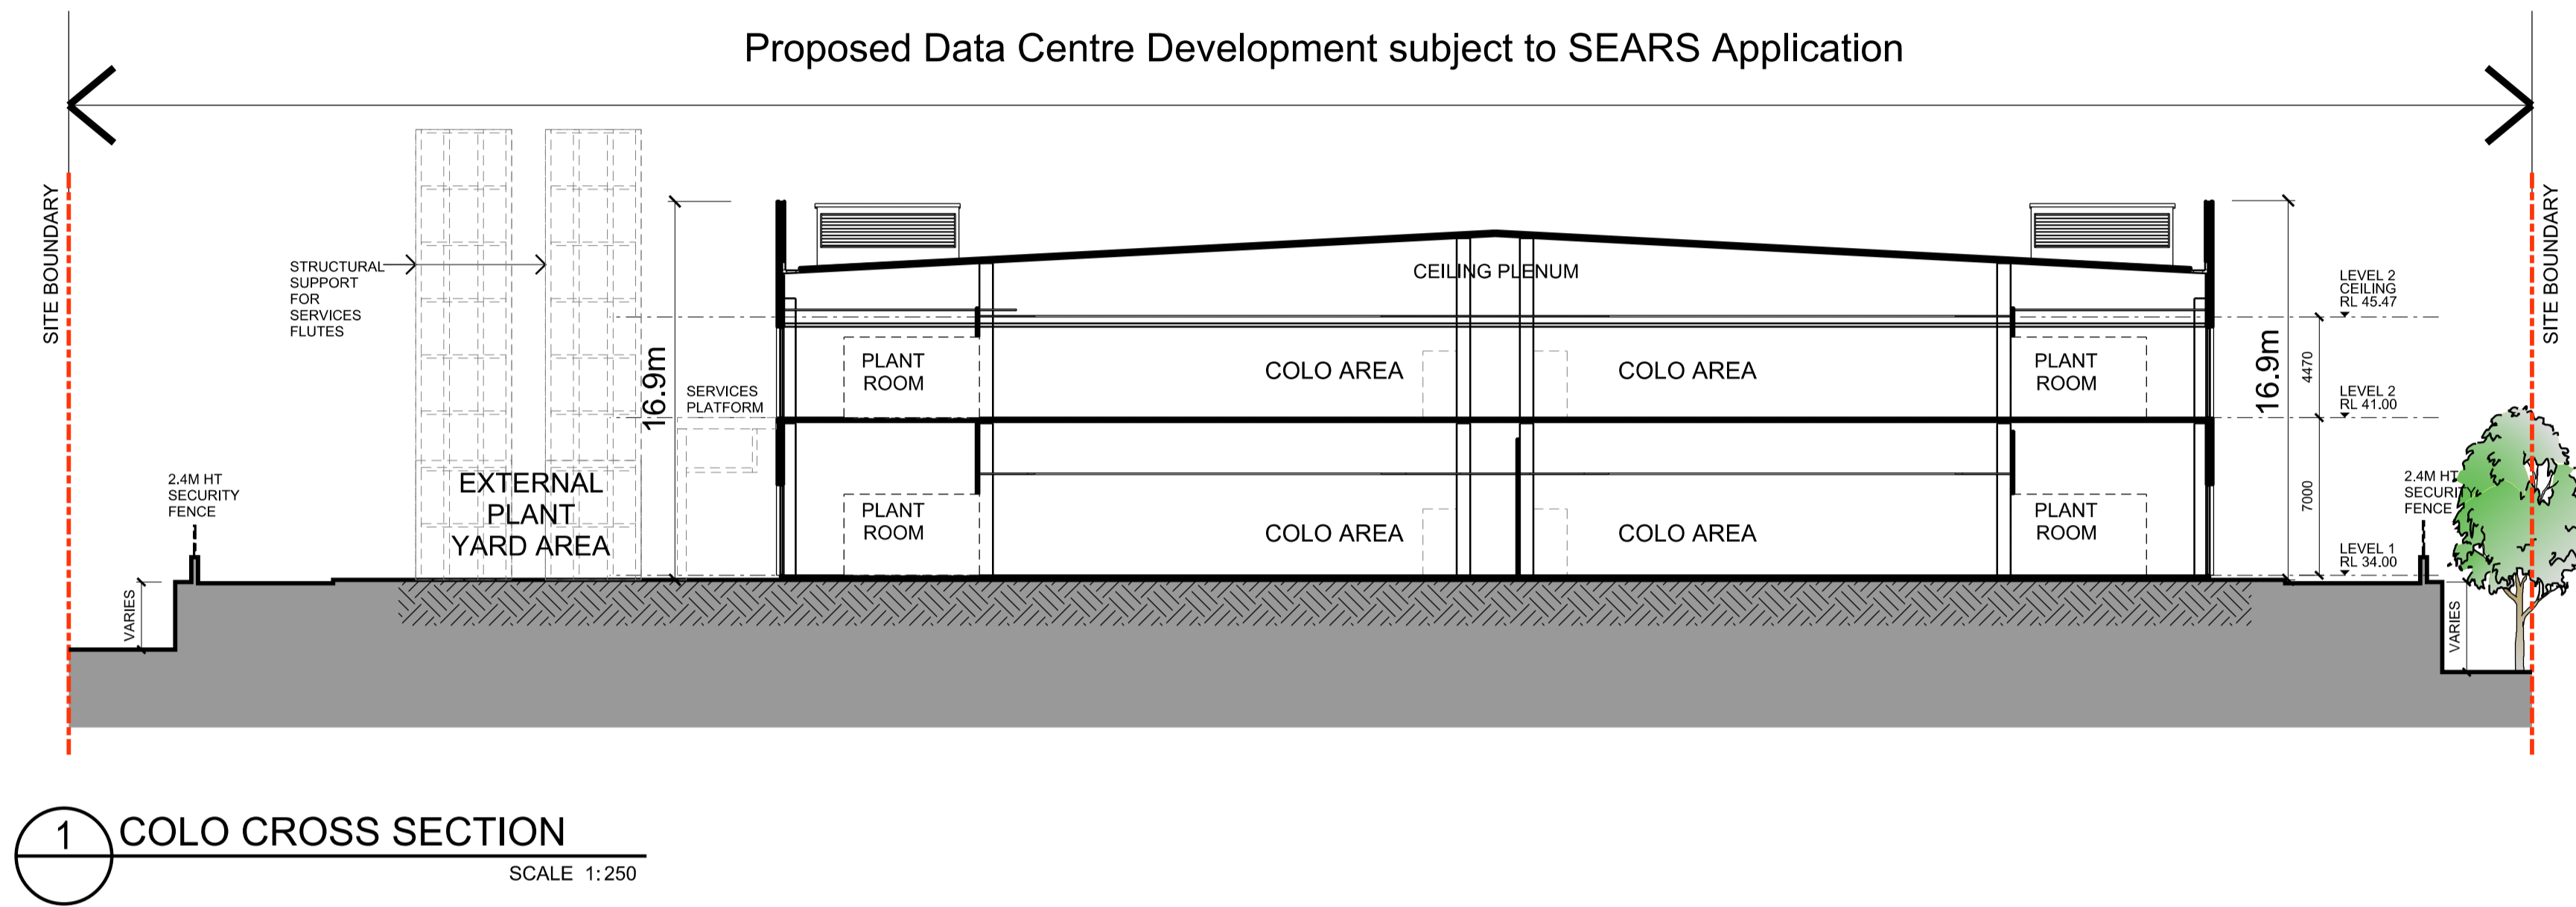 Proposed Data Centre Development subject to SEARS Application
SITE BOUNDARY
SITE BOUNDARY
STRUCTURAL
SUPPORT
FOR
SERVICES
FLUTES
CEILING PLENUM
LEVEL 2
CEILING
RL 45.47
16.9m
SERVICES
PLATFORM
PLANT
ROOM
COLO AREA
COLO AREA
PLANT
ROOM
16.9m
4470
LEVEL 2
RL 41.00
2.4M HT
SECURITY
FENCE
EXTERNAL
PLANT
YARD AREA
PLANT
ROOM
COLO AREA
COLO AREA
PLANT
ROOM
7000
LEVEL 1
RL 34.00
2.4M HT
SECURITY
FENCE
VARIES
VARIES
1
COLO CROSS SECTION
SCALE 1:250